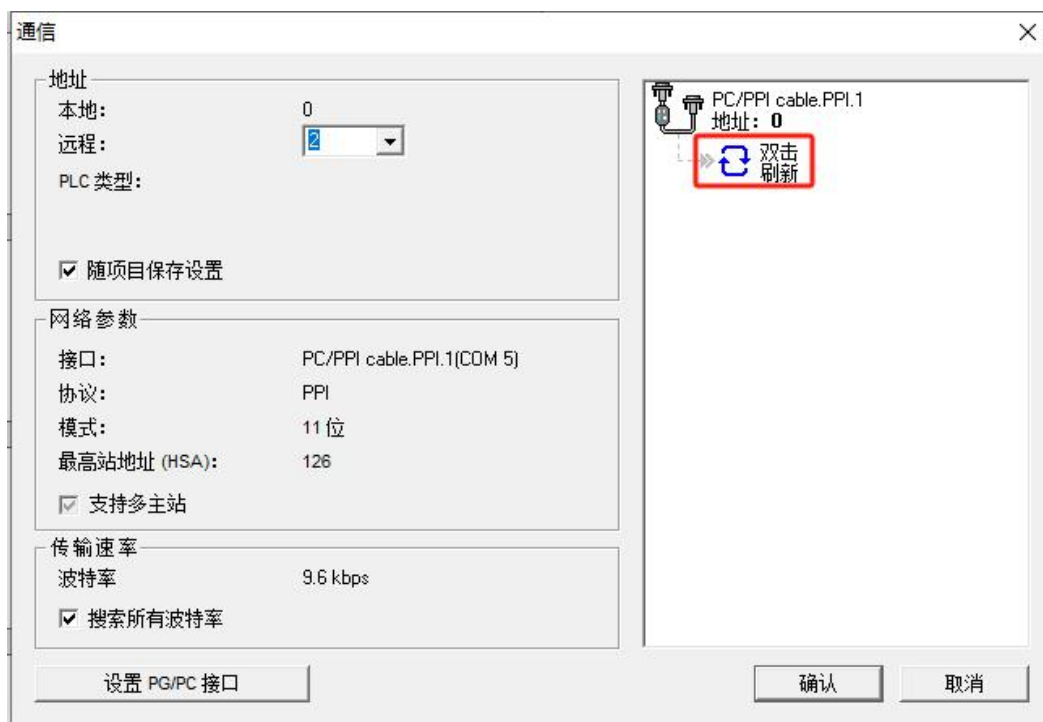 通信
地址
本地： 0
远程： 2
PLC 类型：
随项目保存设置
网络参数
接口： PC/PPI cable.PPI.1(COM 5)
协议： PPI
模式： 11 位
最高站地址 (HSA)： 126
支持多主站
传输速率
波特率 9.6 kbps
搜索所有波特率
设置 PG/PC 接口
PC/PPI cable.PPI.1
地址： 0
双击
刷新
确认
取消